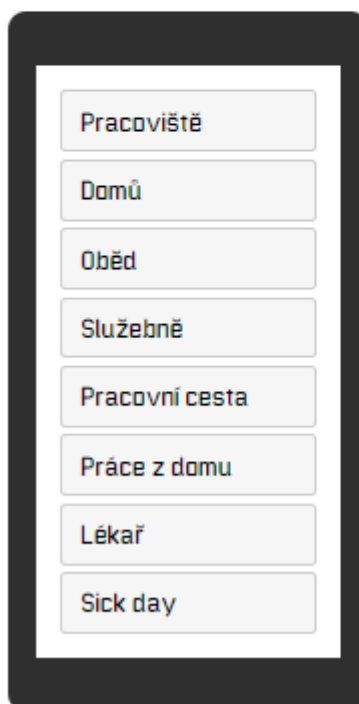 Pracoviště
Domů
Oběd
Služebně
Pracovní cesta
Práce z domu
Lékař
Sick day